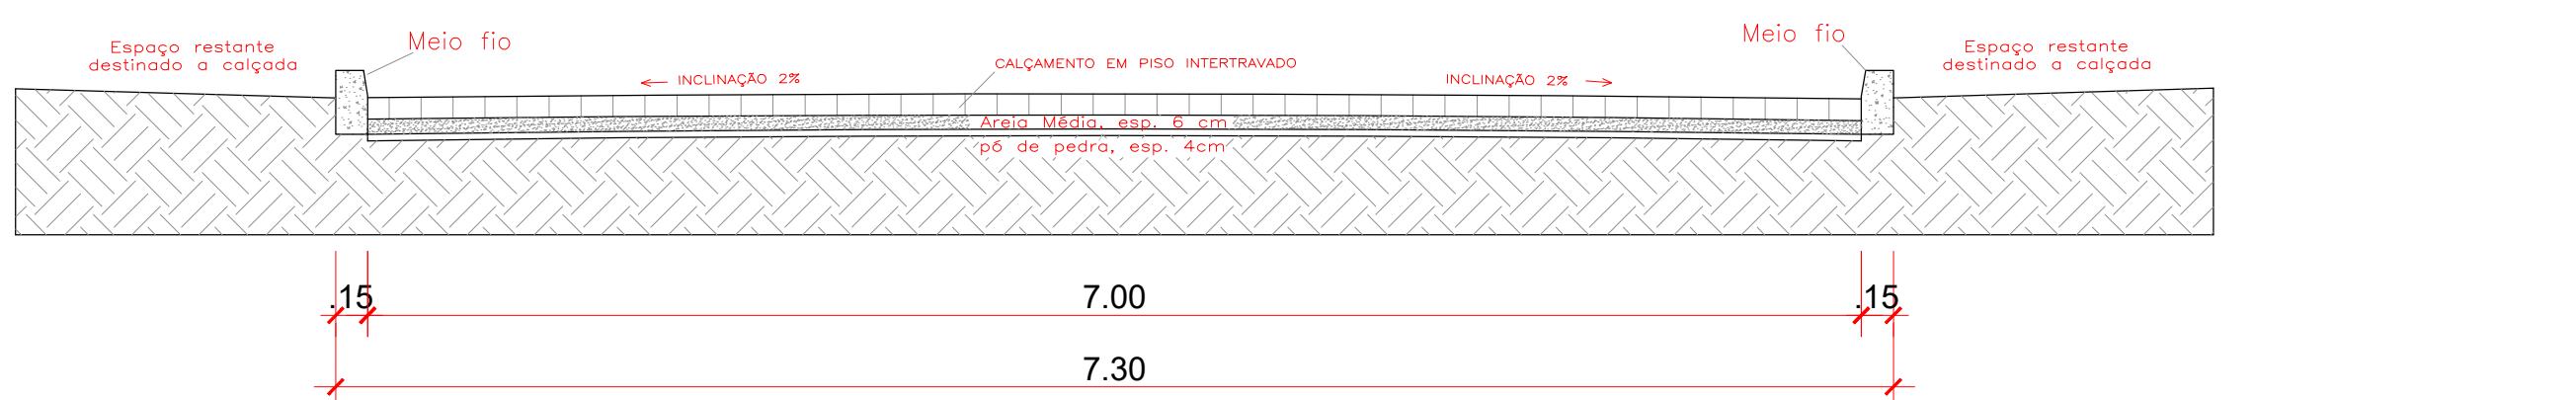 Espaço restante
destinado a calçada
Meio fio
INCLINAÇÃO 2%
CALÇAMENTO EM PISO INTERTRAVADO
INCLINAÇÃO 2%
Meio fio
Espaço restante
destinado a calçada
Areia Média, esp. 6 cm
pó de pedra, esp. 4cm
.15
7.00
.15
7.30